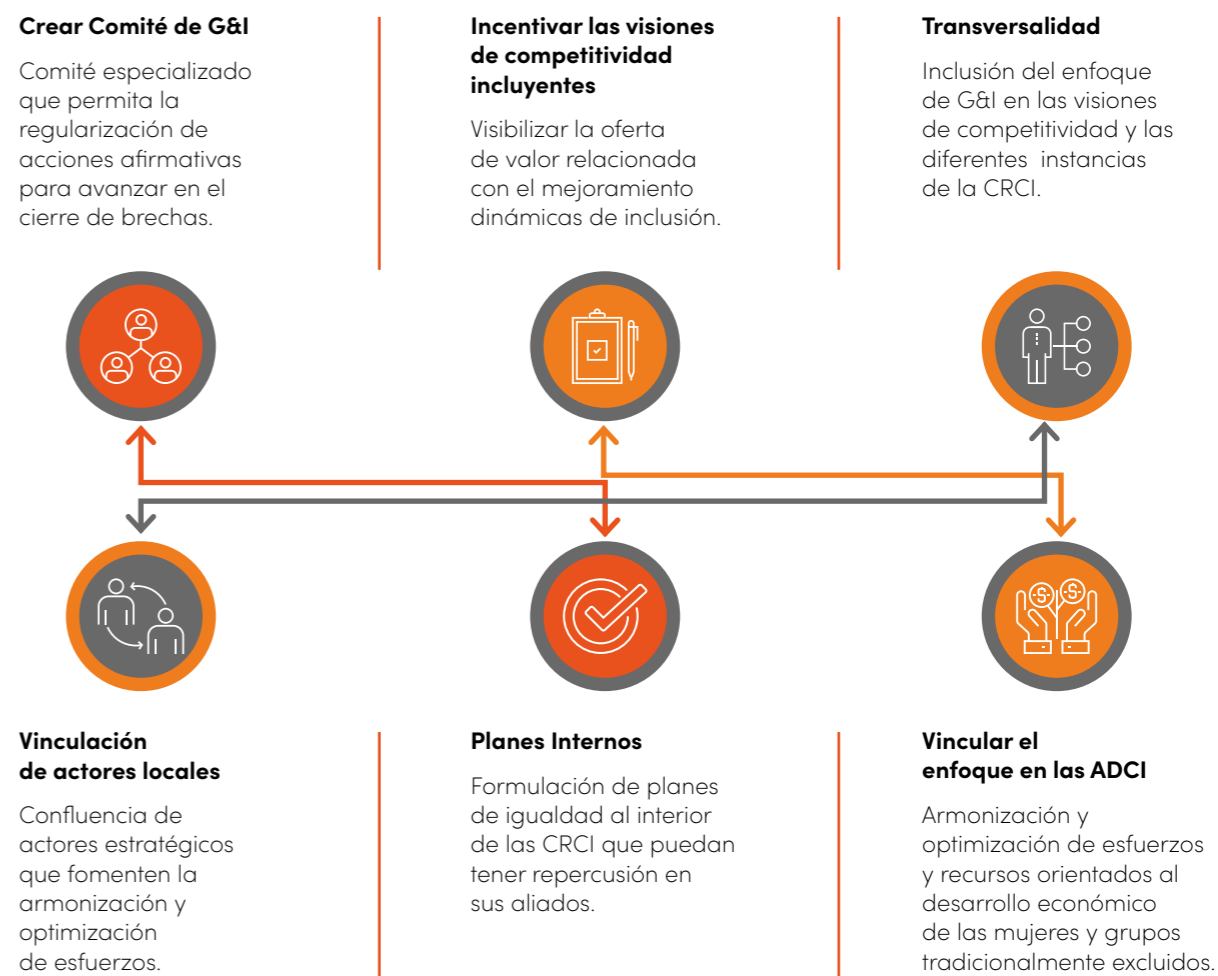 Crear Comité de G&I
Comité especializado
que permita la
regularización de
acciones afirmativas
para avanzar en el
cierre de brechas.
Incentivar las visiones
de competitividad
incluyentes
Visibilizar la oferta
de valor relacionada
con el mejoramiento
dinámicas de inclusión.
Transversalidad
Inclusión del enfoque
de G&I en las visiones
de competitividad y las
diferentes instancias
de la CRCI.
Vinculación
de actores locales
Confluencia de
actores estratégicos
que fomenten la
armonización y
optimización
de esfuerzos.
Planes Internos
Formulación de planes
de igualdad al interior
de las CRCI que puedan
tener repercusión en
sus aliados.
Vincular el
enfoque en las ADCI
Armonización y
optimización de esfuerzos
y recursos orientados al
desarrollo económico
de las mujeres y grupos
tradicionalmente excluidos.